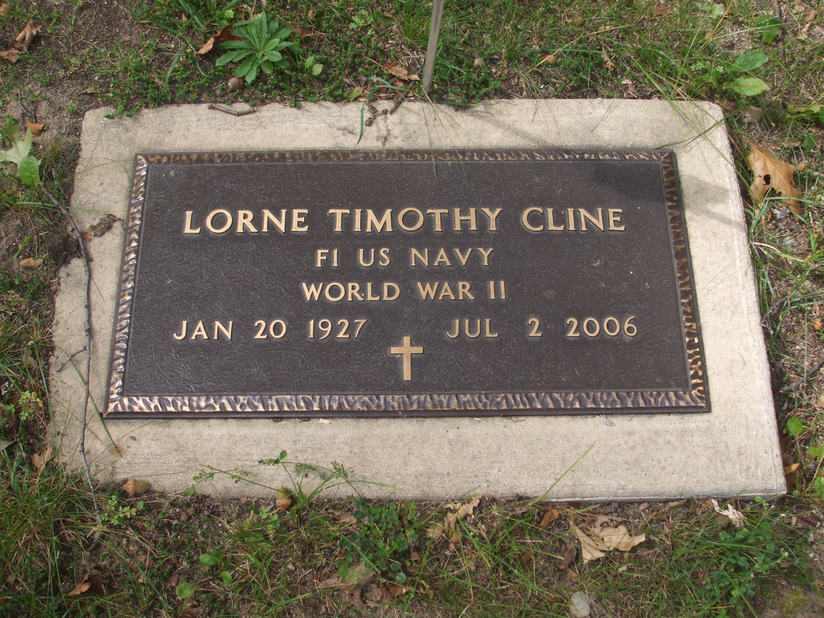 LORNE TIMOTHY CLINE
F1 US NAVY
WORLD WAR II
JAN 20 1927 JUL 2 2006